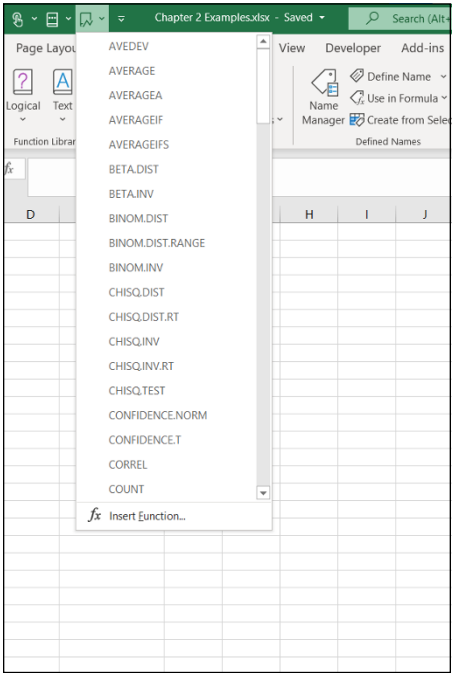 Chapter 2 Examples.xlsx - Saved
Search (Alt+
Page Layou
View Developer Add-ins
Logical Text
Function Librar
Name Manager
Define Name
Use in Formula
Create from Selec
Defined Names
fx
D H I J
AVEDEV
AVERAGE
AVERAGEA
AVERAGEIF
AVERAGEIFS
BETA.DIST
BETA.INV
BINOM.DIST
BINOM.DIST.RANGE
BINOM.INV
CHISQ.DIST
CHISQ.DIST.RT
CHISQ.INV
CHISQ.INV.RT
CHISQ.TEST
CONFIDENCE.NORM
CONFIDENCE.T
CORREL
COUNT
fx Insert Function...